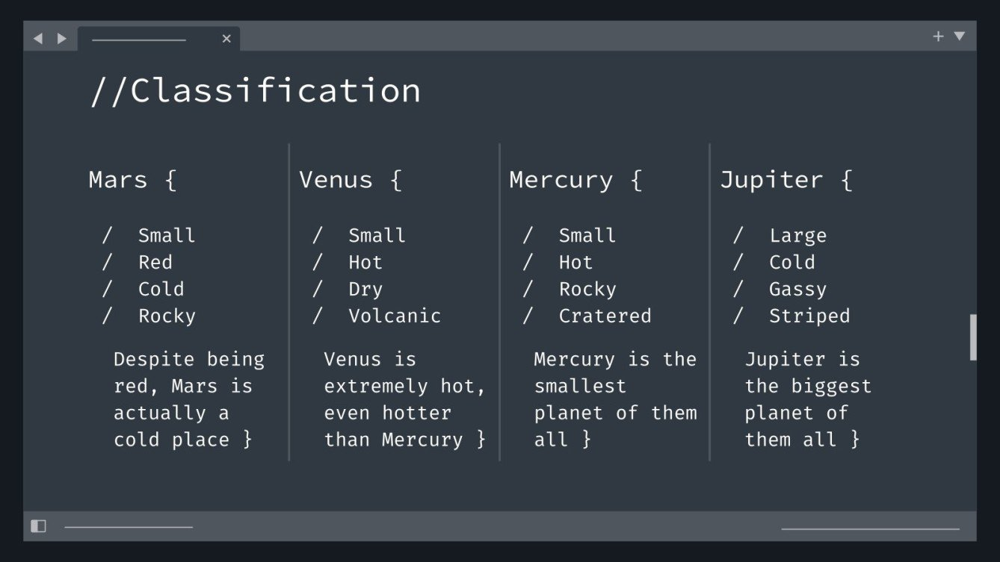 //Classification
Mars {
/ Small
/ Red
/ Cold
/ Rocky
Despite being
red, Mars is
actually a
cold place }
Venus {
/ Small
/ Hot
/ Dry
/ Volcanic
Venus is
extremely hot,
even hotter
than Mercury }
Mercury {
/ Small
/ Hot
/ Rocky
/ Cratered
Mercury is the
smallest
planet of them
all }
Jupiter {
/ Large
/ Cold
/ Gassy
/ Striped
Jupiter is
the biggest
planet of
them all }